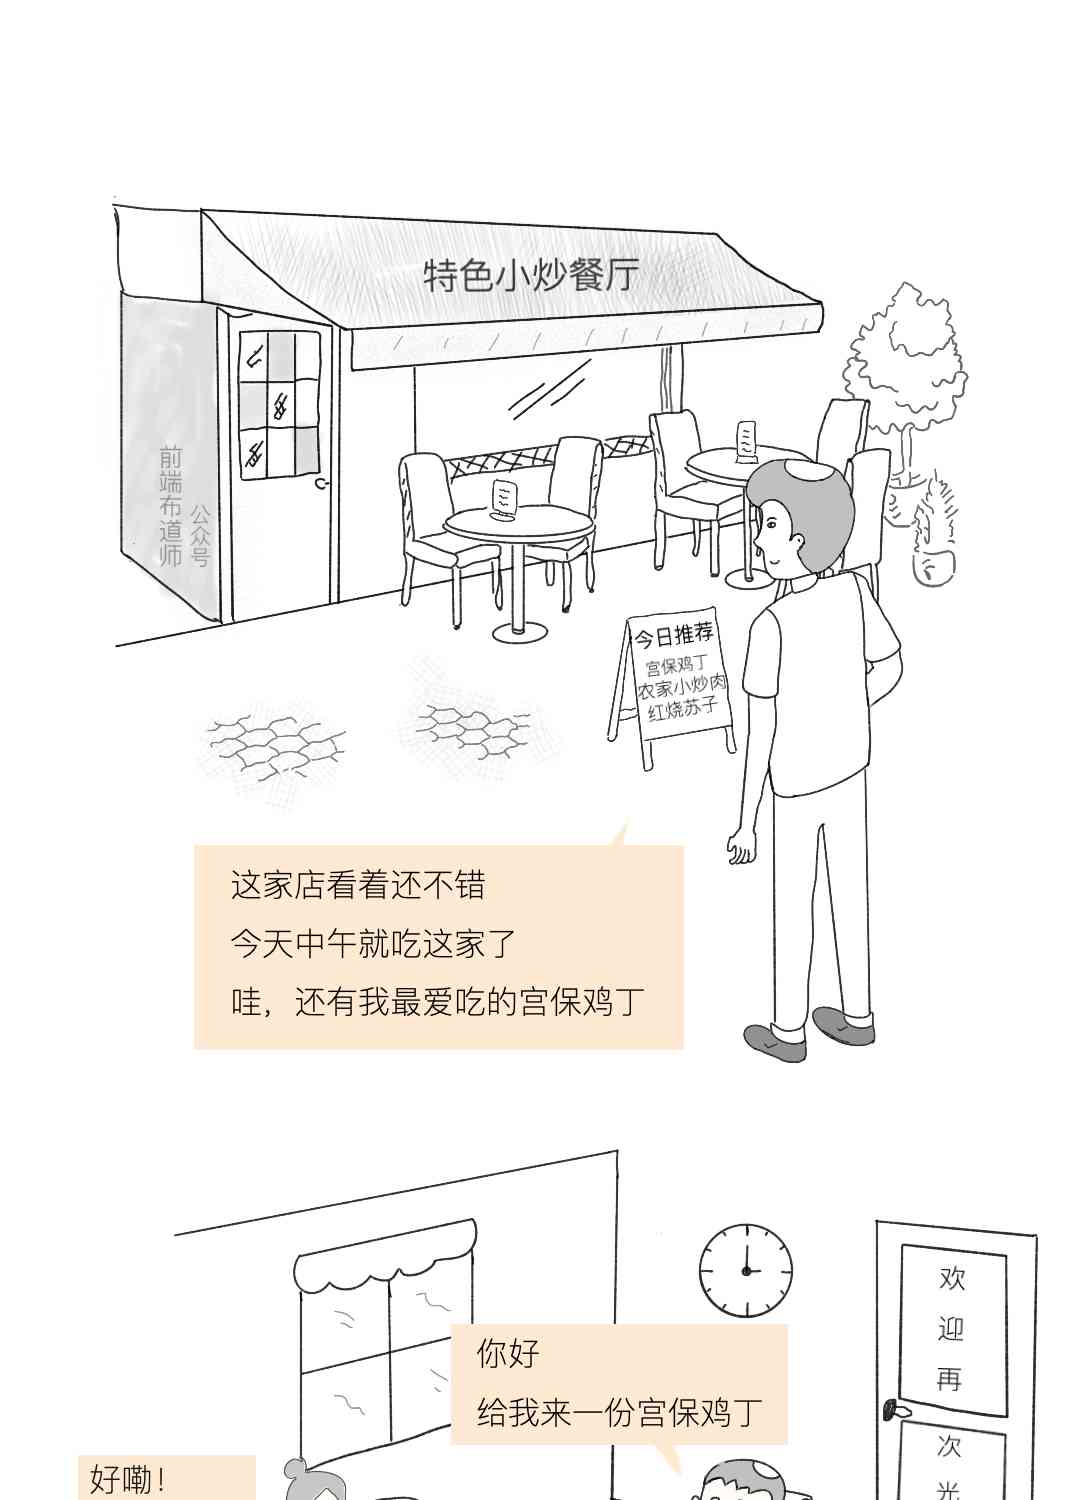 特色小炒餐厅
前端布道师
公众号
今日推荐
宫保鸡丁
农家小炒肉
红烧苏子
这家店看着还不错
今天中午就吃这家了
哇，还有我最爱吃的宫保鸡丁
你好
给我来一份宫保鸡丁
欢
迎
再
次
光
好嘞！